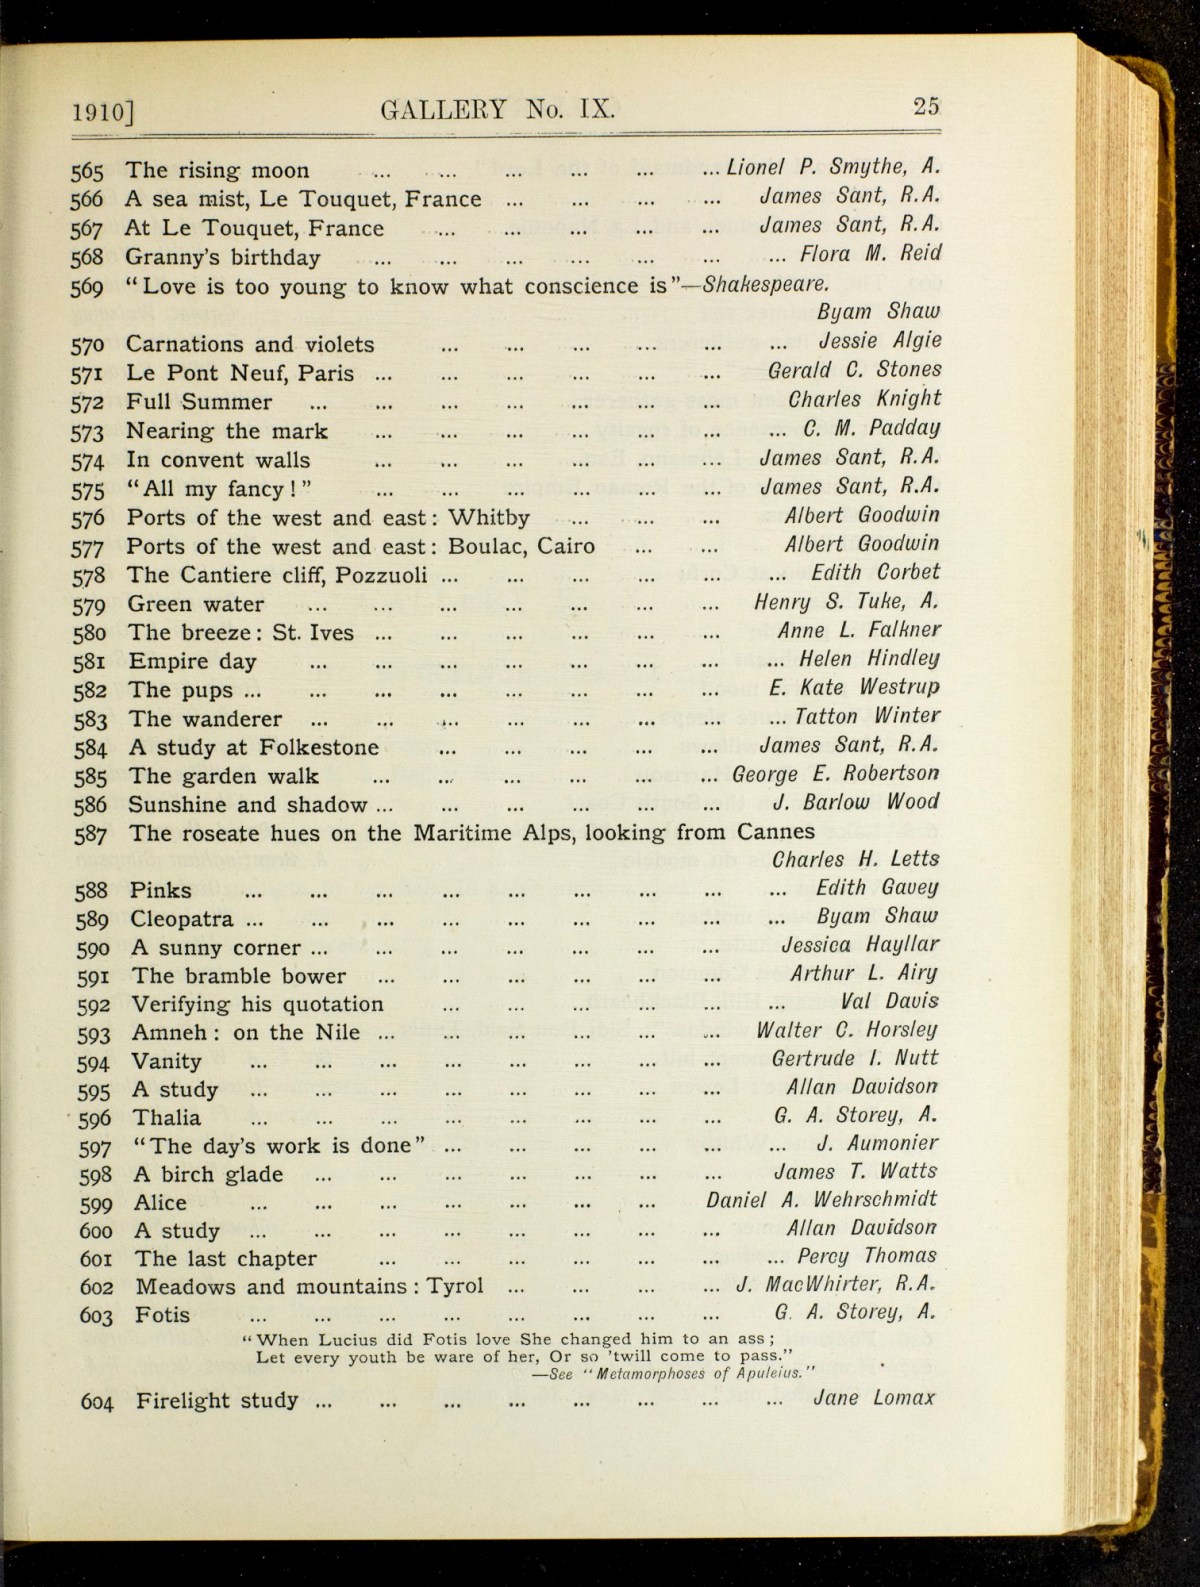 1910] GALLERY No. IX. 25
565 The rising moon ... ... ... ... ... ... Lionel P. Smythe, A.
566 A sea mist, Le Touquet, France ... ... ... ... James Sant, R.A.
567 At Le Touquet, France ... ... ... ... ... James Sant, R.A.
568 Granny's birthday ... ... ... ... ... ... ... Flora M. Reid
569 "Love is too young to know what conscience is"—Shakespeare.
Byam Shaw
570 Carnations and violets ... ... ... ... ... ... Jessie Algie
571 Le Pont Neuf, Paris ... ... ... ... ... ... Gerald C. Stones
572 Full Summer ... ... ... ... ... ... ... Charles Knight
573 Nearing the mark ... ... ... ... ... ... ... C. M. Padday
574 In convent walls ... ... ... ... ... ... James Sant, R.A.
575 "All my fancy!" ... ... ... ... ... ... James Sant, R.A.
576 Ports of the west and east: Whitby ... ... ... Albert Goodwin
577 Ports of the west and east: Boulac, Cairo ... ... Albert Goodwin
578 The Cantiere cliff, Pozzuoli ... ... ... ... ... ... Edith Corbet
579 Green water ... ... ... ... ... ... ... Henry S. Tuke, A.
580 The breeze: St. Ives ... ... ... ... ... ... Anne L. Falkner
581 Empire day ... ... ... ... ... ... ... ... Helen Hindley
582 The pups ... ... ... ... ... ... ... ... E. Kate Westrup
583 The wanderer ... ... ... ... ... ... ... ... Tatton Winter
584 A study at Folkestone ... ... ... ... ... James Sant, R.A.
585 The garden walk ... ... ... ... ... ... George E. Robertson
586 Sunshine and shadow ... ... ... ... ... ... J. Barlow Wood
587 The roseate hues on the Maritime Alps, looking from Cannes
Charles H. Letts
588 Pinks ... ... ... ... ... ... ... ... ... Edith Gavey
589 Cleopatra ... ... ... ... ... ... ... ... ... Byam Shaw
590 A sunny corner ... ... ... ... ... ... ... Jessica Hayllar
591 The bramble bower ... ... ... ... ... ... Arthur L. Airy
592 Verifying his quotation ... ... ... ... ... ... Val Davis
593 Amneh: on the Nile ... ... ... ... ... ... Walter C. Horsley
594 Vanity ... ... ... ... ... ... ... ... Gertrude I. Nutt
595 A study ... ... ... ... ... ... ... ... Allan Davidson
596 Thalia ... ... ... ... ... ... ... ... G. A. Storey, A.
597 "The day's work is done" ... ... ... ... ... ... J. Aumonier
598 A birch glade ... ... ... ... ... ... ... James T. Watts
599 Alice ... ... ... ... ... ... ... Daniel A. Wehrschmidt
600 A study ... ... ... ... ... ... ... ... Allan Davidson
601 The last chapter ... ... ... ... ... ... ... Percy Thomas
602 Meadows and mountains: Tyrol ... ... ... ... J. MacWhirter, R.A.
603 Fotis ... ... ... ... ... ... ... ... G. A. Storey, A.
"When Lucius did Fotis love She changed him to an ass;
Let every youth be ware of her, Or so 'twill come to pass."
—See "Metamorphoses of Apuleius."
604 Firelight study ... ... ... ... ... ... ... ... Jane Lomax